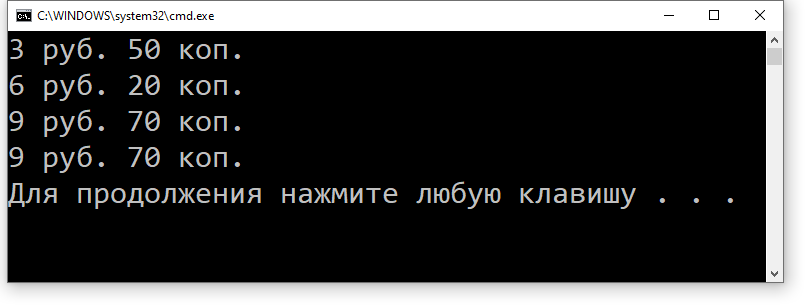 C:\WINDOWS\system32\cmd.exe
3 руб. 50 коп.
6 руб. 20 коп.
9 руб. 70 коп.
9 руб. 70 коп.
Для продолжения нажмите любую клавишу . . .